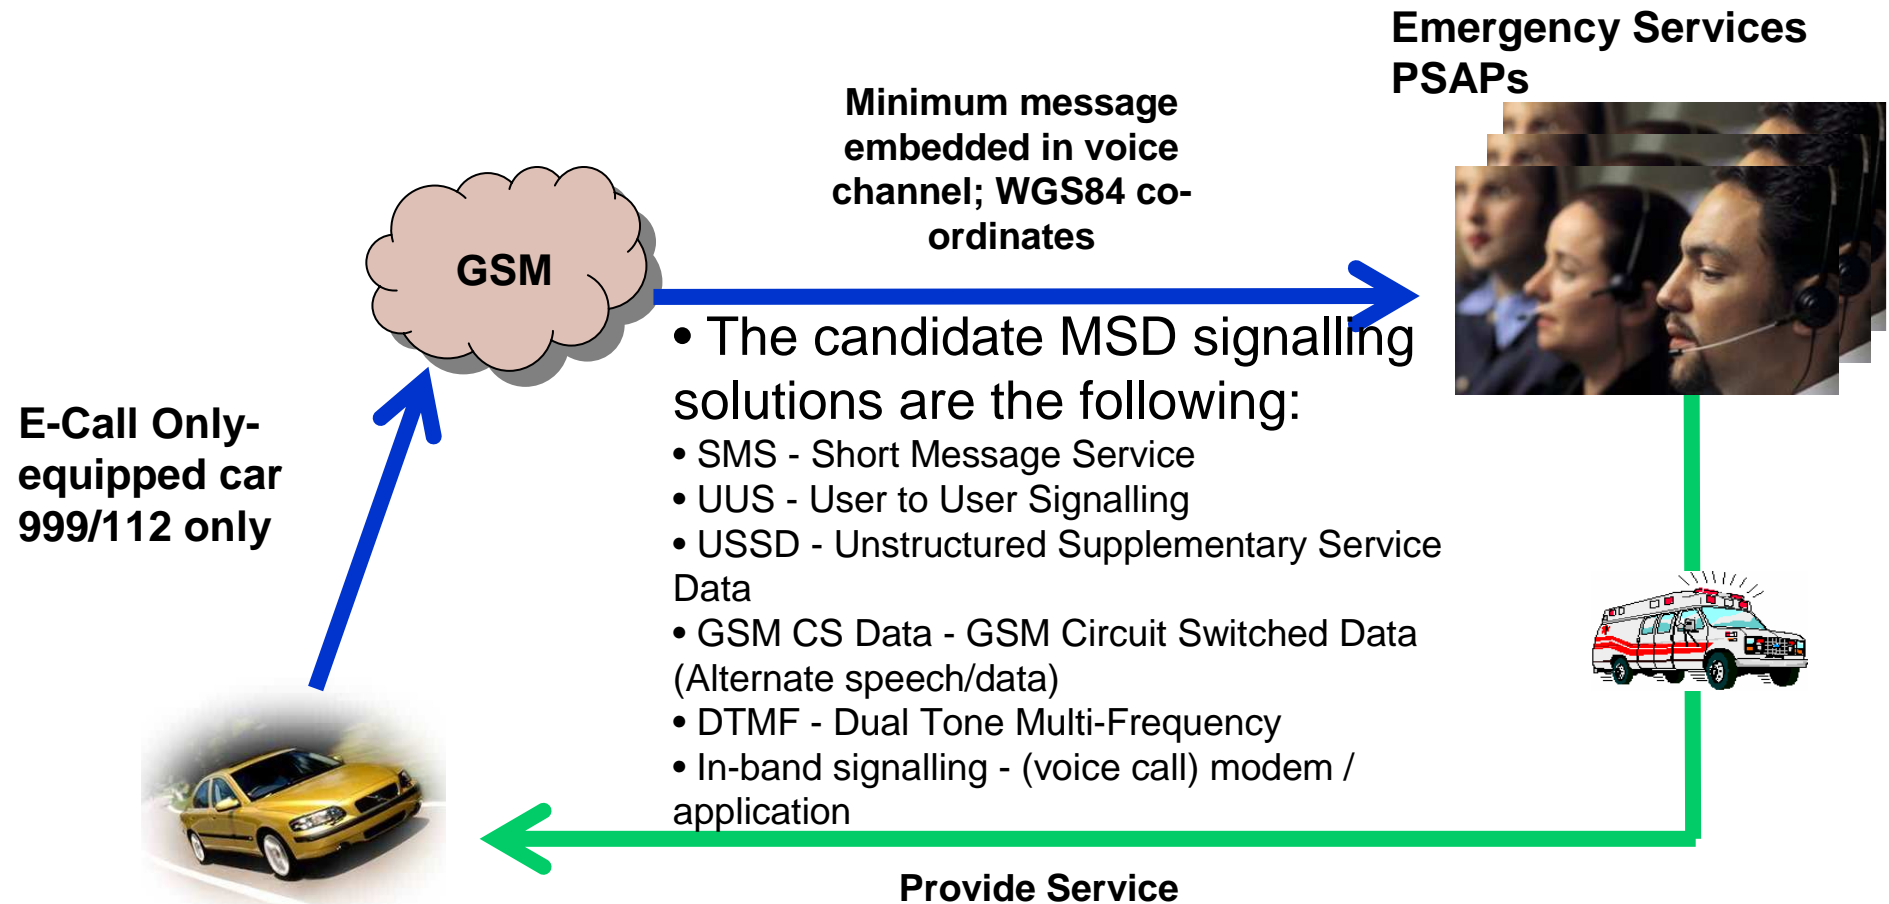 Emergency Services
PSAPs
Minimum message
embedded in voice
channel; WGS84 co-
ordinates
GSM
• The candidate MSD signalling
solutions are the following:
• SMS - Short Message Service
• UUS - User to User Signalling
• USSD - Unstructured Supplementary Service
Data
• GSM CS Data - GSM Circuit Switched Data
(Alternate speech/data)
• DTMF - Dual Tone Multi-Frequency
• In-band signalling - (voice call) modem /
application
E-Call Only-
equipped car
999/112 only
Provide Service